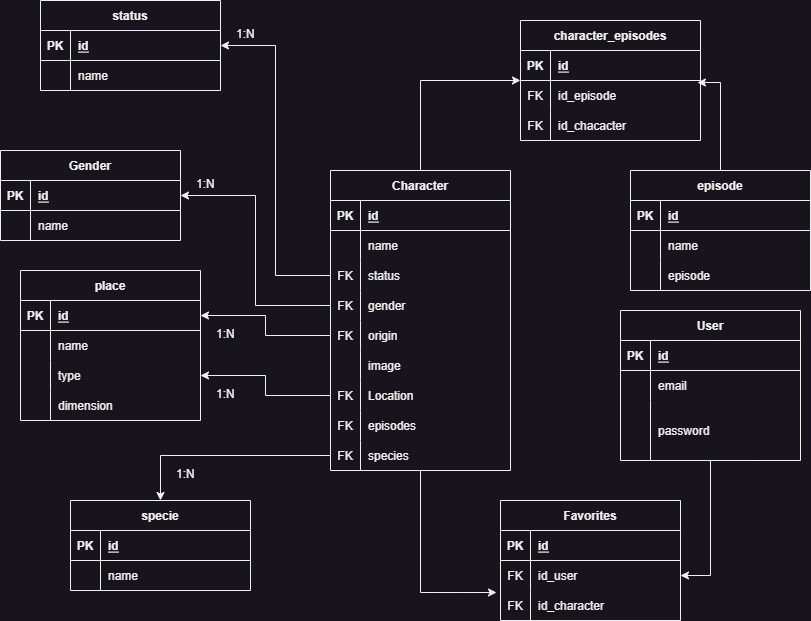 status
PK id
name
1:N
character_episodes
PK id
FK id_episode
FK id_chacacter
Gender
PK id
name
1:N
Character
PK id
name
FK status
FK gender
FK origin
image
FK Location
FK episodes
FK species
episode
PK id
name
episode
place
PK id
name
type
dimension
1:N
1:N
User
PK id
email
password
1:N
specie
PK id
name
Favorites
PK id
FK id_user
FK id_character